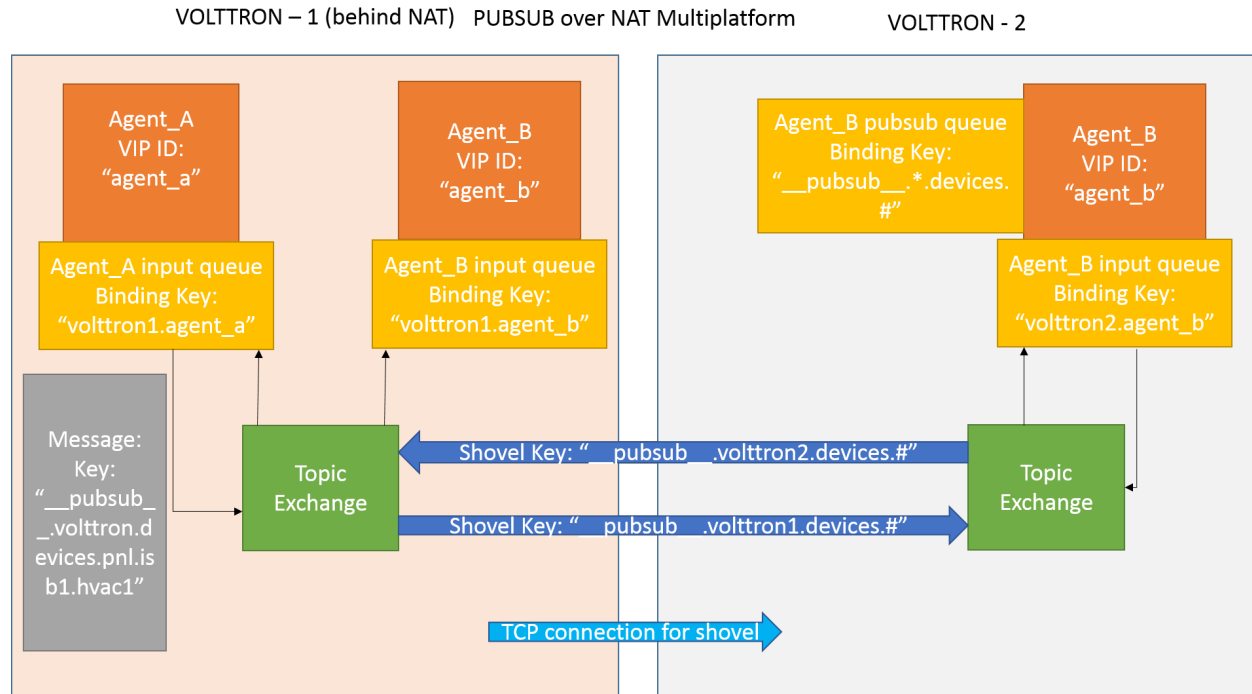 VOLTTRON – 1 (behind NAT)
PUBSUB over NAT Multiplatform
VOLTTRON - 2
Agent_A
VIP ID:
“agent_a”
Agent_B
VIP ID:
“agent_b”
Agent_A input queue
Binding Key:
“volttron1.agent_a”
Agent_B input queue
Binding Key:
“volttron1.agent_b”
Message:
Key:
“__pubsub_
_.volttron.d
evices.pnl.is
b1.hvac1”
Topic
Exchange
Shovel Key: “__pubsub__.volttron2.devices.#”
Shovel Key: “__pubsub__.volttron1.devices.#”
TCP connection for shovel
Agent_B pubsub queue
Binding Key:
“__pubsub__.*.devices.
#”
Agent_B
VIP ID:
“agent_b”
Agent_B input queue
Binding Key:
“volttron2.agent_b”
Topic
Exchange